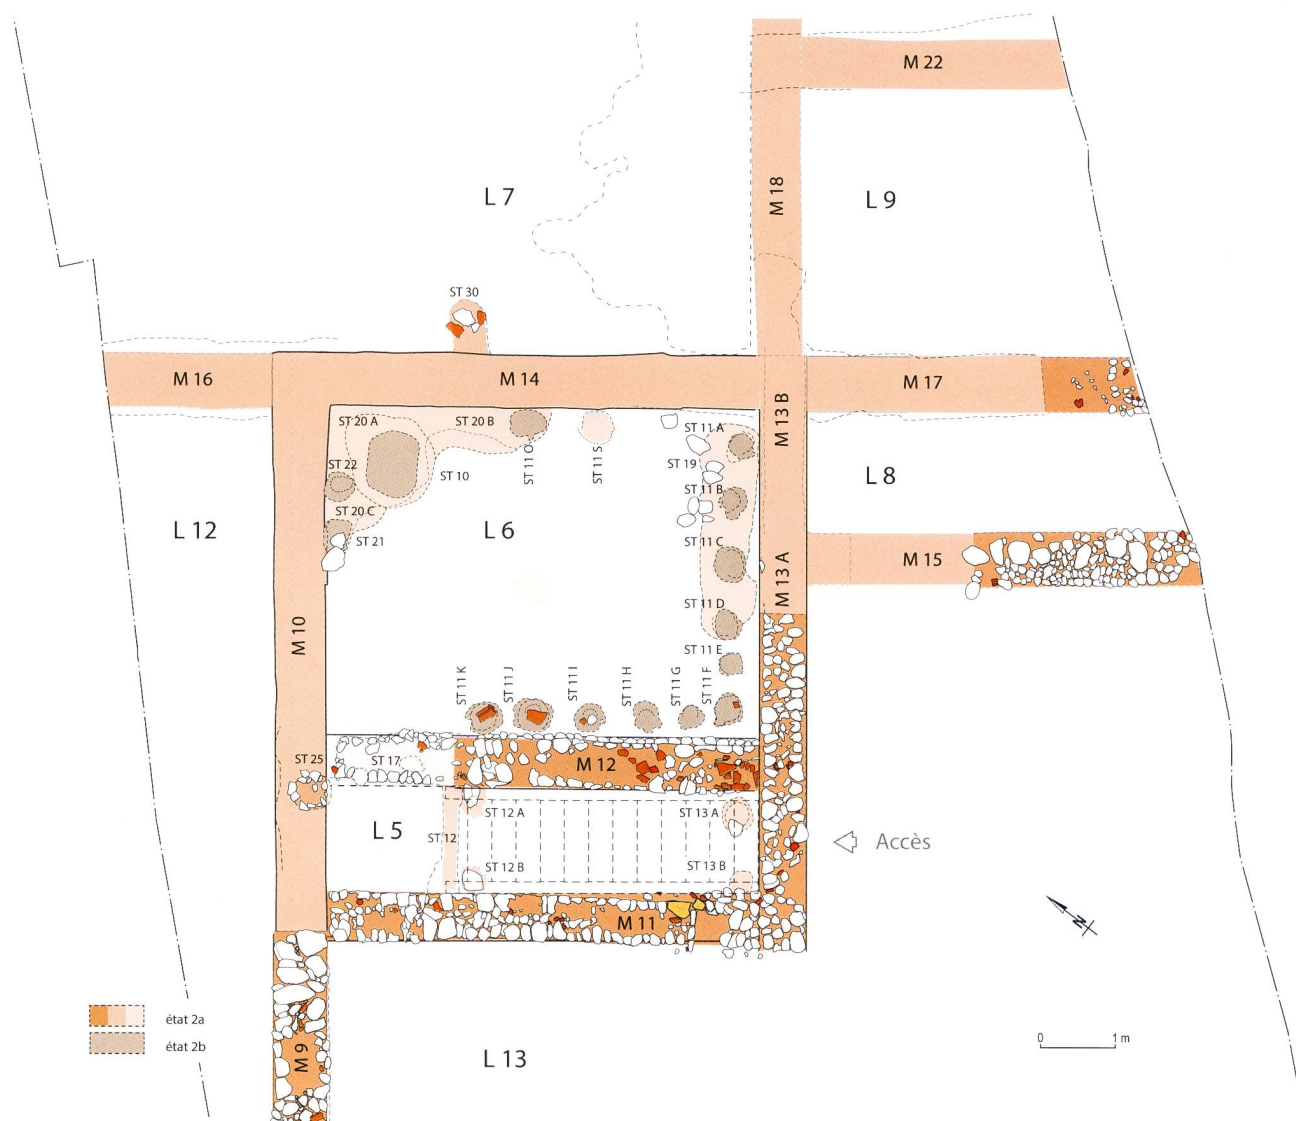 M 22
M 18
L 7
L 9
ST 30
M 16
M 14
M 17
M 13 B
ST 20 A
ST 20 B
ST 11 O
ST 11 S
ST 11 A
ST 19
ST 22
ST 10
ST 11 B
L 8
ST 20 C
L 12
L 6
ST 21
ST 11 C
M 13 A
M 15
ST 11 D
M 10
ST 11 E
ST 11 K
ST 11 J
ST 11 I
ST 11 H
ST 11 G
ST 11 F
ST 25
ST 17
M 12
ST 12 A
ST 13 A
L 5
ST 12
Accès
ST 12 B
ST 13 B
M 11
N
état 2a
état 2b
M 9
L 13
0 1 m